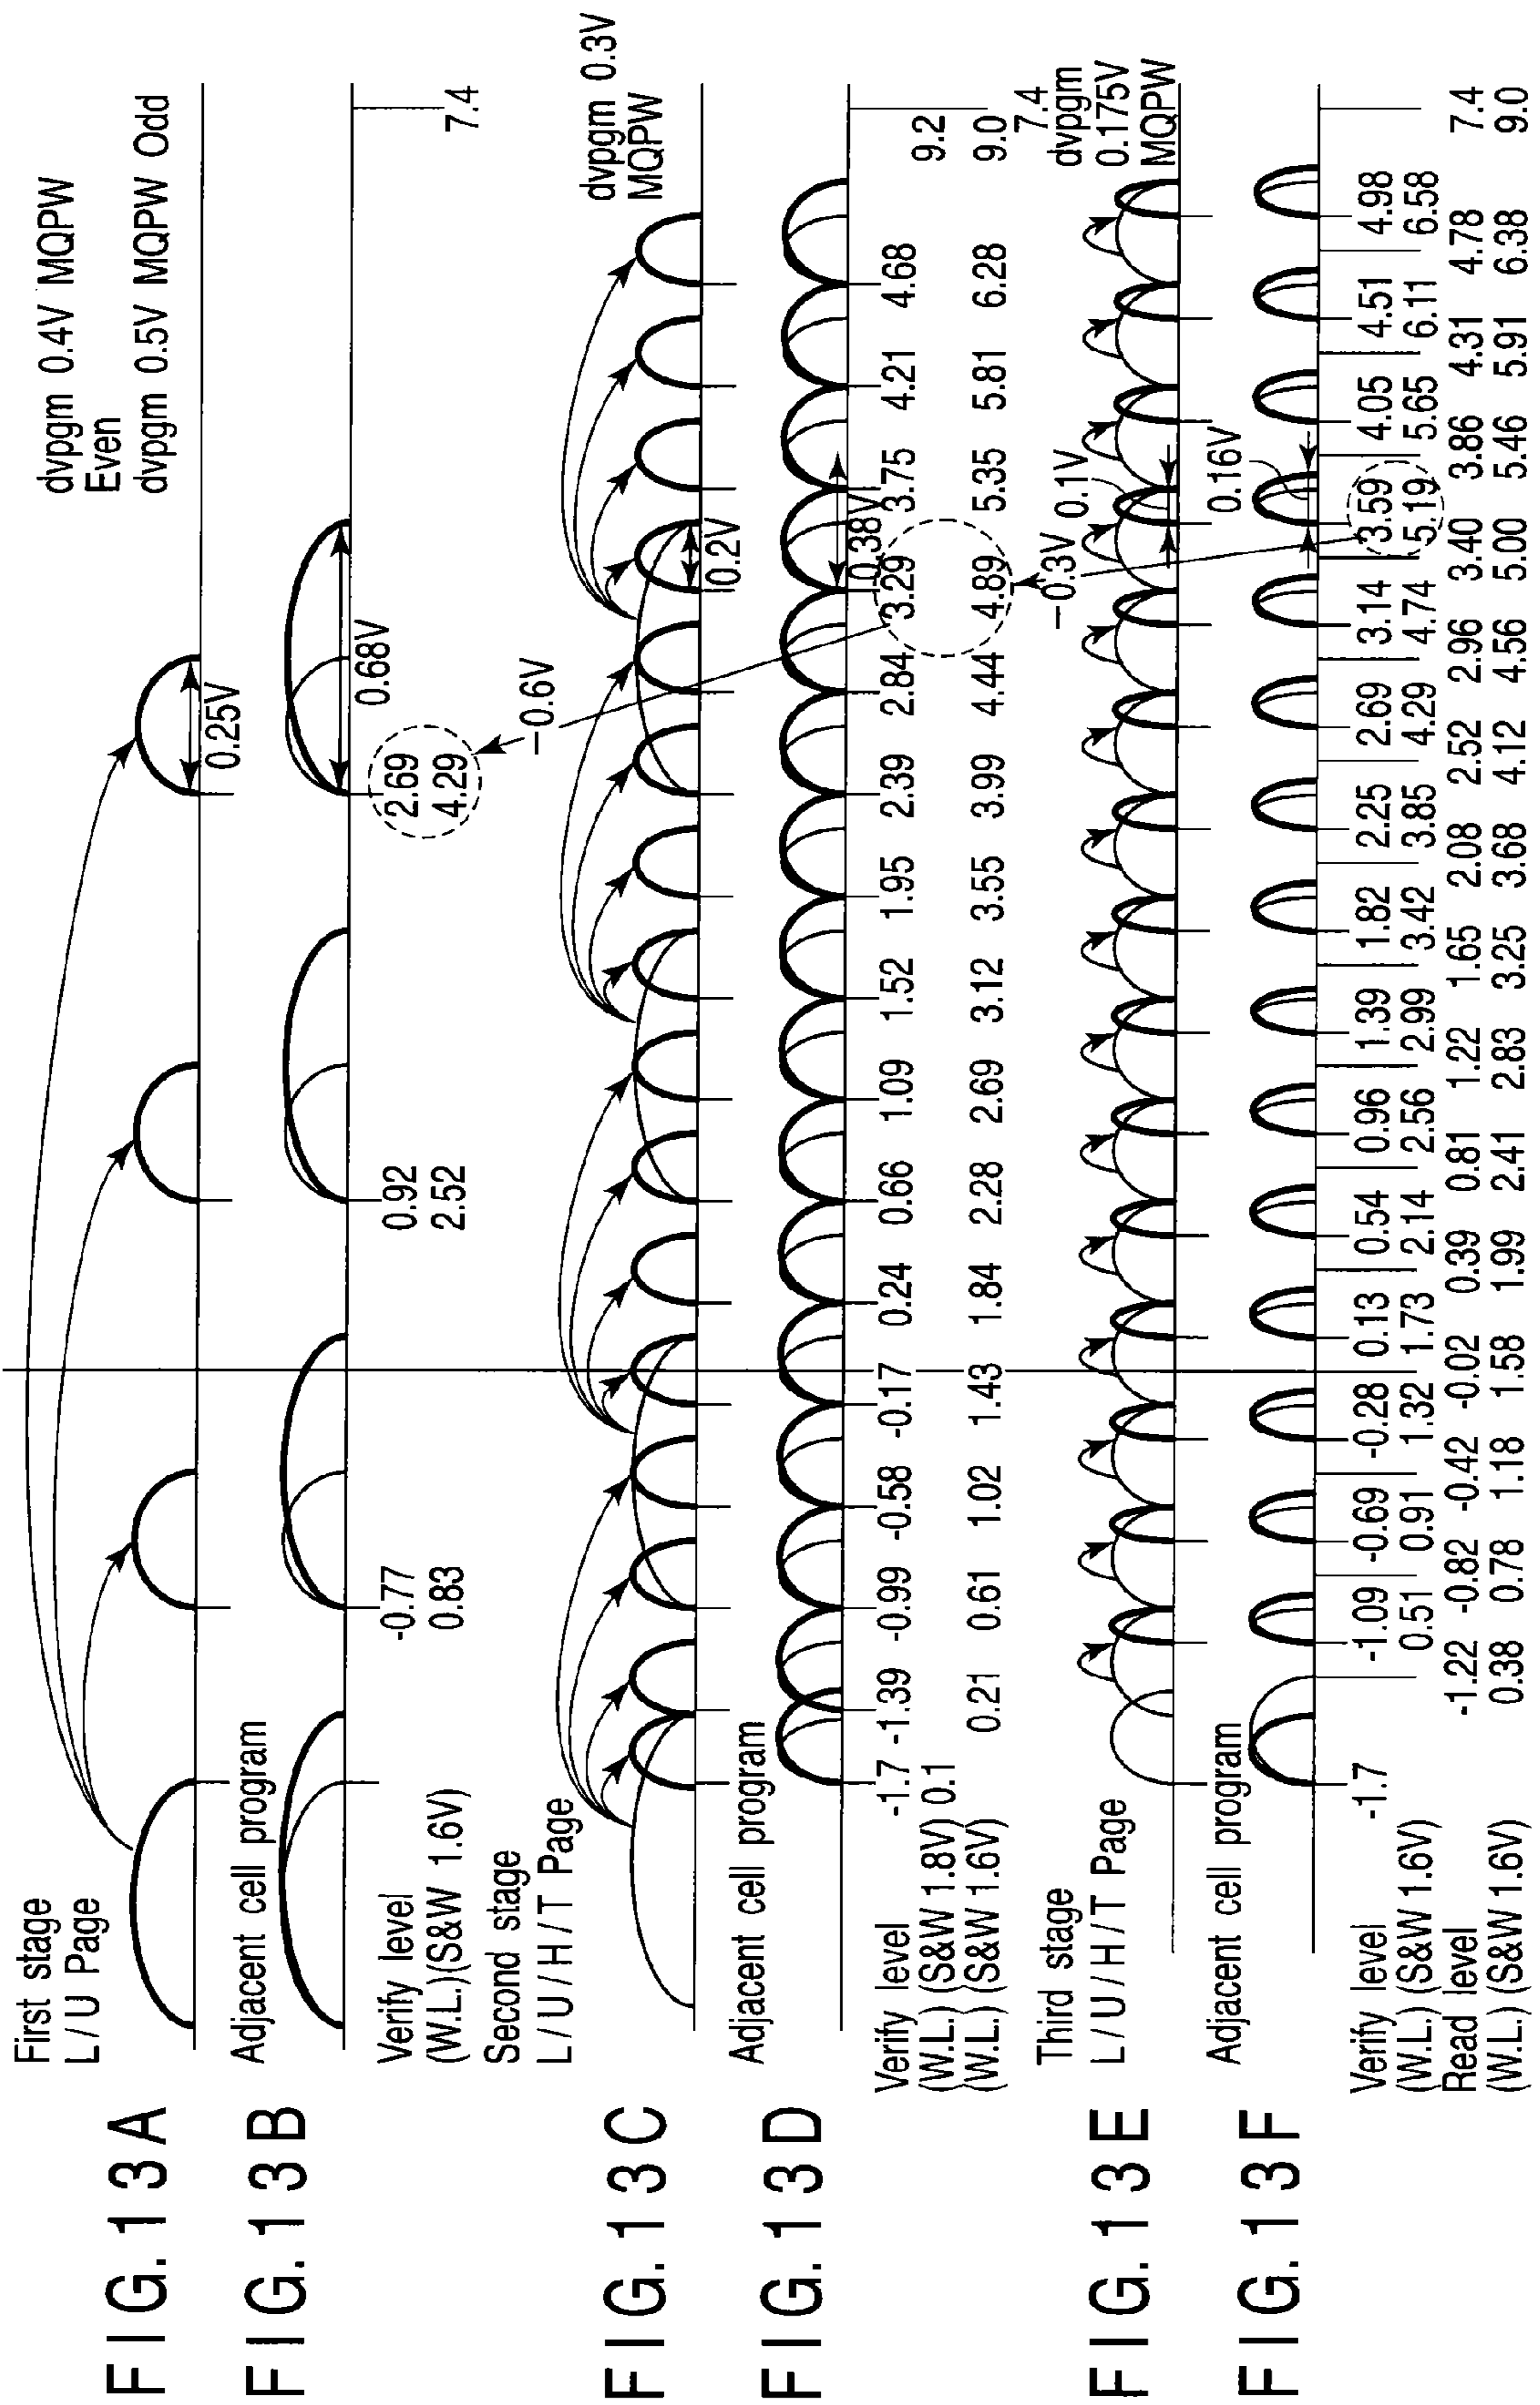 FIG.13A
First stage
L/U Page
dvpgm 0.4V MQPW
Even
dvpgm 0.5V MQPW Odd
0.25V
FIG.13B
Adjacent cell program
0.68V
Verify level -0.77 0.92 2.69 7.4
(W.L.)(S&W 1.6V) 0.83 2.52 4.29
-0.6V
FIG.13C
Second stage
L/U/H/T Page
dvpgm 0.3V
MQPW
0.2V
FIG.13D
Adjacent cell program
0.38V
Verify level -1.7 -1.39 -0.99 -0.58 -0.17 0.24 0.66 1.09 1.52 1.95 2.39 2.84 3.29 3.75 4.21 4.68
(W.L.) (S&W 1.8V) 0.1 9.2
(W.L.) (S&W 1.6V) 0.21 0.61 1.02 1.43 1.84 2.28 2.69 3.12 3.55 3.99 4.44 4.89 5.35 5.81 6.28 9.0
-0.3V
FIG.13E
Third stage
L/U/H/T Page
7.4
dvpgm
0.175V
MQPW
0.1V
FIG.13F
Adjacent cell program
0.16V
-1.7
Verify level -1.09 -0.69 -0.28 0.13 0.54 0.96 1.39 1.82 2.25 2.69 3.14 3.59 4.05 4.51 4.98
(W.L.) (S&W 1.6V) 0.51 0.91 1.32 1.73 2.14 2.56 2.99 3.42 3.85 4.29 4.74 5.19 5.65 6.11 6.58
Read level -1.22 -0.82 -0.42 -0.02 0.39 0.81 1.22 1.65 2.08 2.52 2.96 3.40 3.86 4.31 4.78 7.4
(W.L.) (S&W 1.6V) 0.38 0.78 1.18 1.58 1.99 2.41 2.83 3.25 3.68 4.12 4.56 5.00 5.46 5.91 6.38 9.0